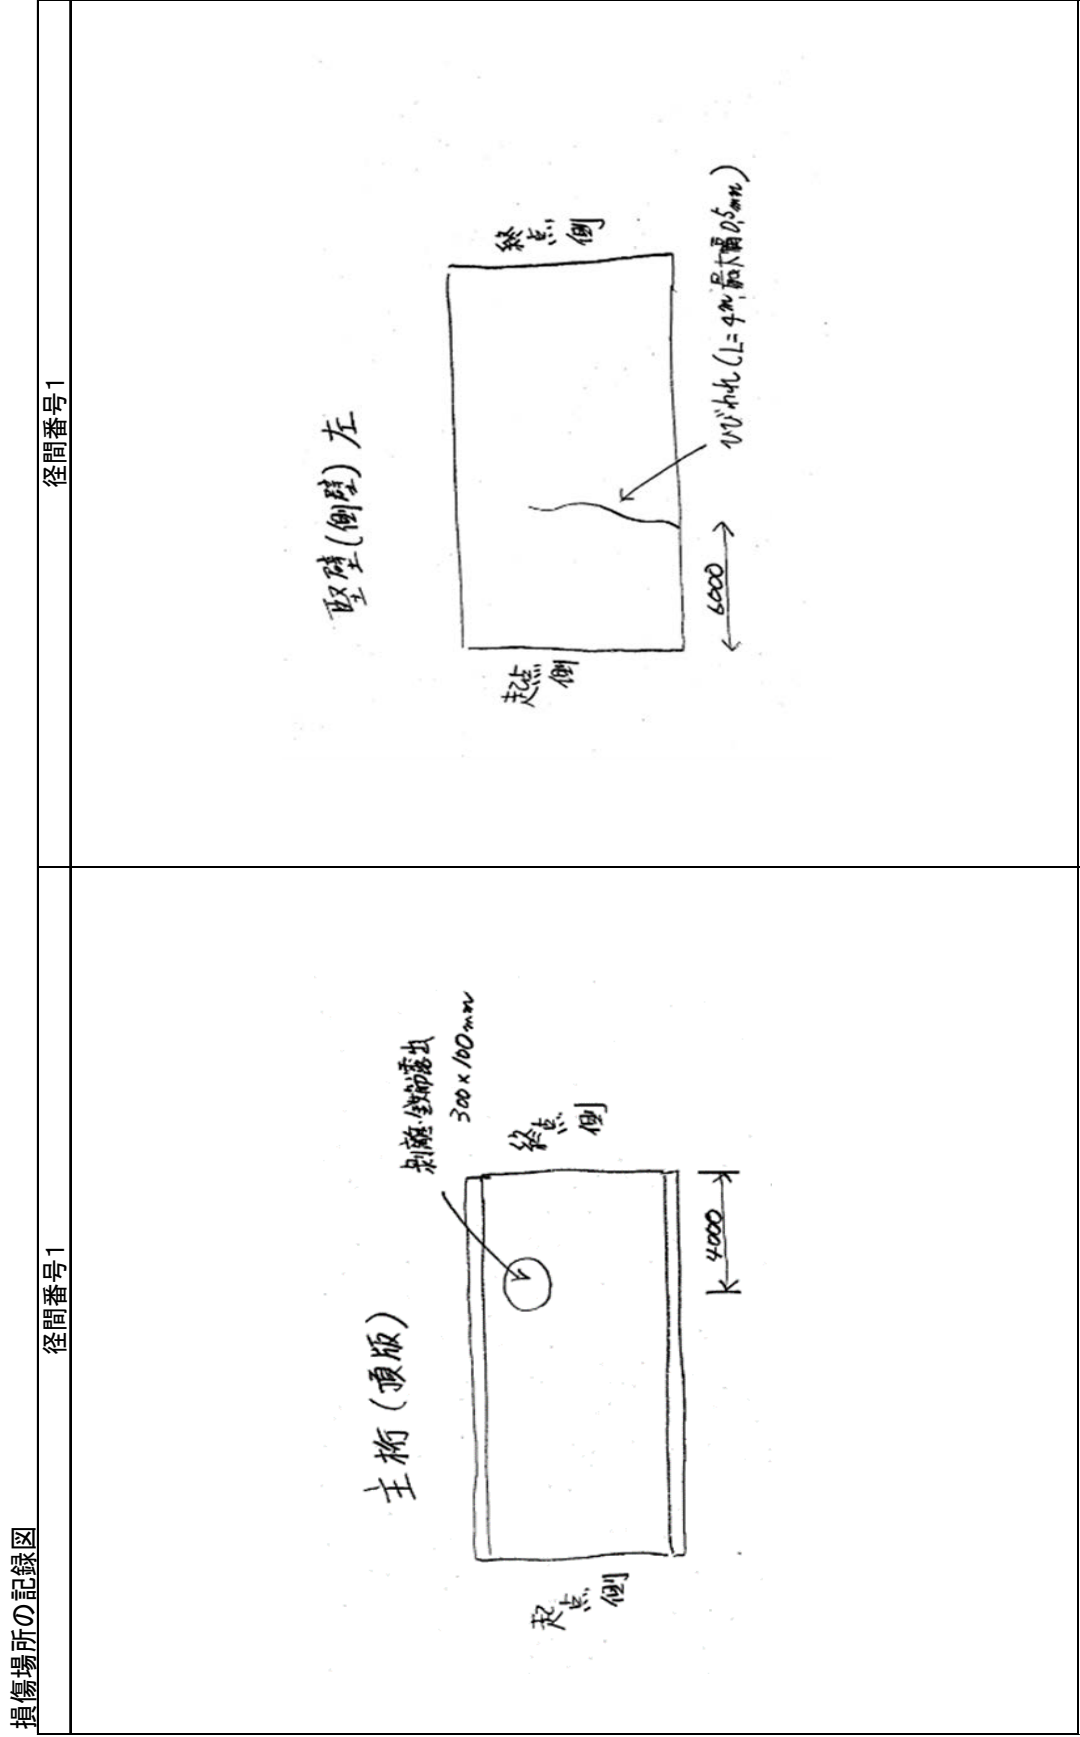 損傷場所の記録図
径間番号1
主桁(頂版)
剥離・鉄筋露出
300×100mm
起点側
終点側
4000
径間番号1
竪壁(側壁)左
起点側
終点側
6000
ひびわれ(L=4m,最大幅0.5mm)